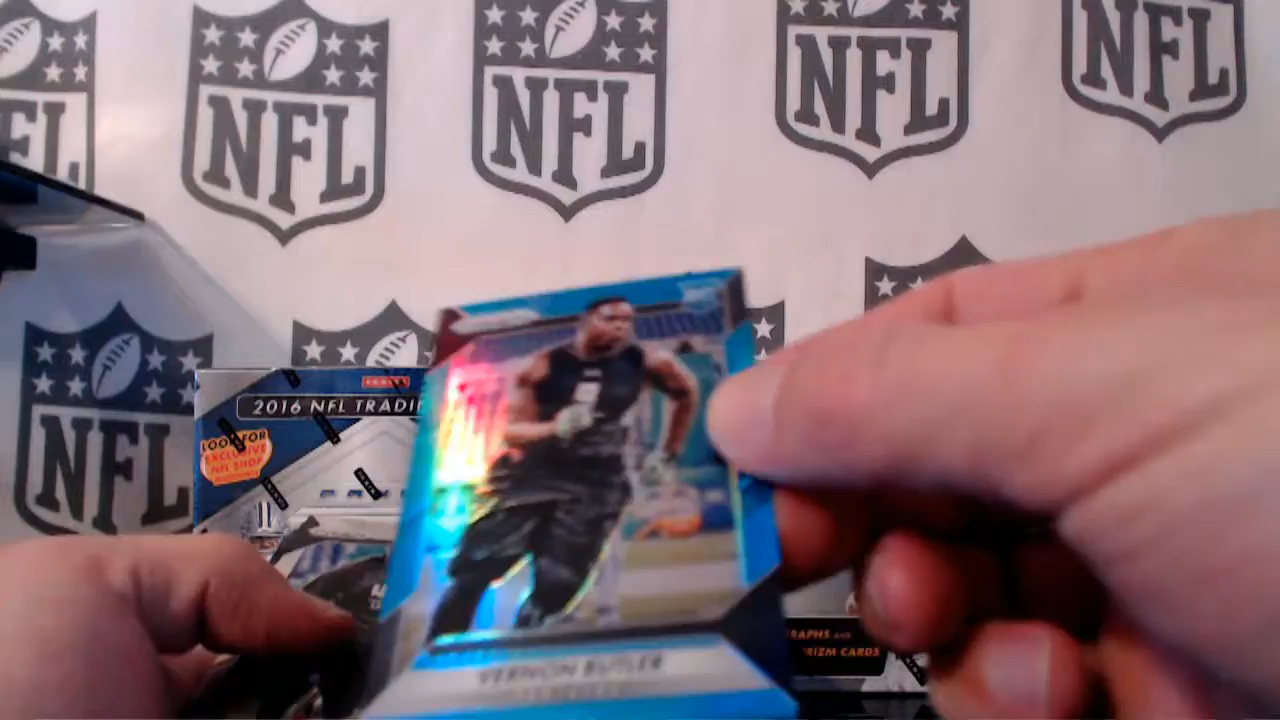 FL
NFL
NFL
NFL
NFL
NFL
PANINI
2016 NFL TRADI
LOOK FOR
EXCLUSIVE
NFL SHOP
RAPHS AND
RIZM CARDS
VERNON BUTLER